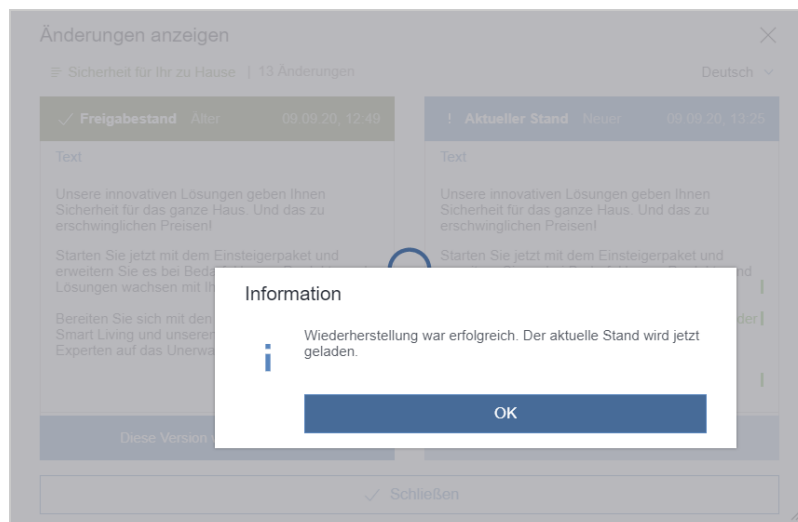 Änderungen anzeigen
Sicherheit für Ihr zu Hause | 13 Änderungen
Deutsch
Freigabestand Älter 09.09.20, 12:49
Text
Unsere innovativen Lösungen geben Ihnen
Sicherheit für das ganze Haus. Und das zu
erschwinglichen Preisen!
Starten Sie jetzt mit dem Einsteigerpaket und
erweitern Sie es bei
Lösungen wachsen mit
Bereiten Sie sich mit den
Smart Living und unseren
Experten auf das
Diese Version
! Aktueller Stand Neuer 09.09.20, 13:25
Text
Unsere innovativen Lösungen geben Ihnen
Sicherheit für das ganze Haus. Und das zu
erschwinglichen Preisen!
Starten Sie jetzt mit dem Einsteigerpaket und
Information
Wiederherstellung war erfolgreich. Der aktuelle Stand wird jetzt
geladen.
OK
Schließen